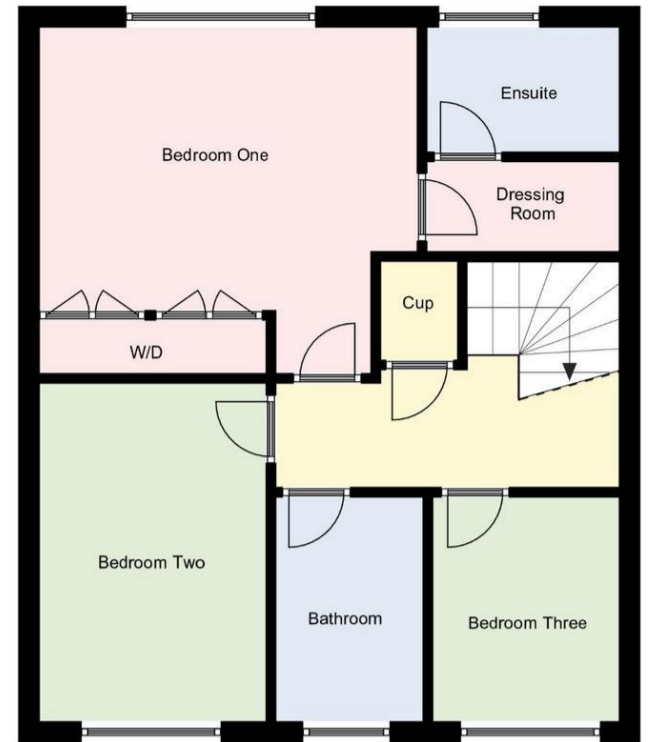 Ensuite
Bedroom One
Dressing
Room
Cup
W/D
Bedroom Two
Bathroom
Bedroom Three